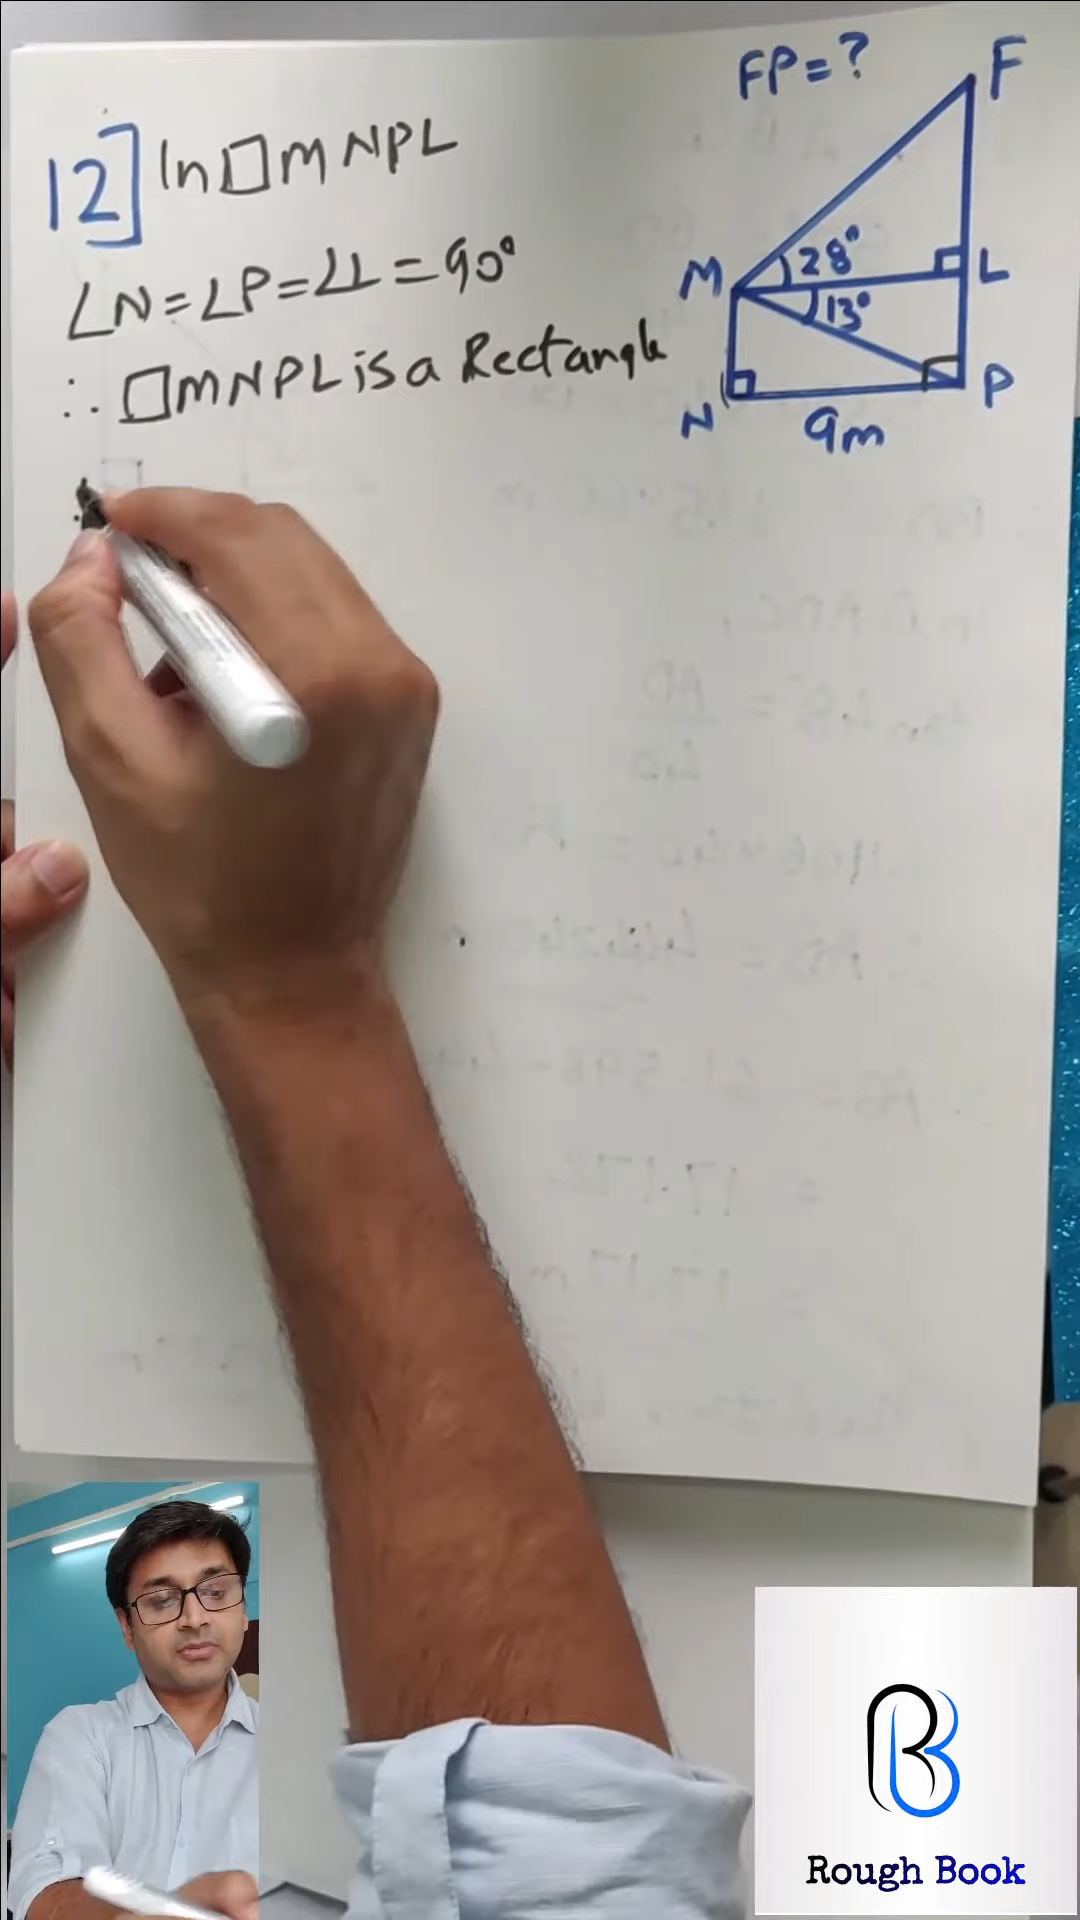 FP = ?
F
12] In □MNPL
∠N = ∠P = ∠L = 90°
∴ □MNPL is a Rectangle
M
28°
L
13°
N
P
9m
Rough Book